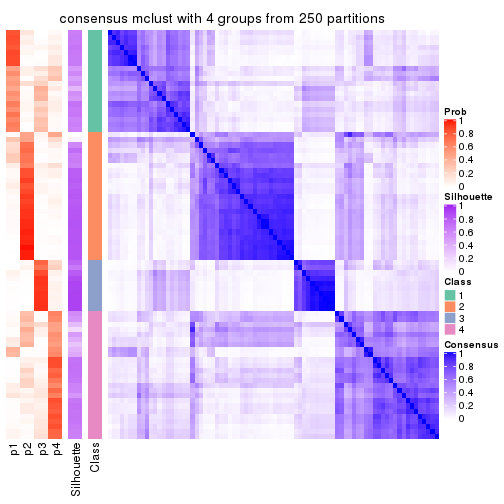 consensus mclust with 4 groups from 250 partitions
Prob
1
0.8
0.6
0.4
0.2
0
Silhouette
1
0.8
0.6
0.4
0.2
0
Class
1
2
3
4
Consensus
1
0.8
0.6
0.4
0.2
0
p1
p2
p3
p4
Silhouette
Class